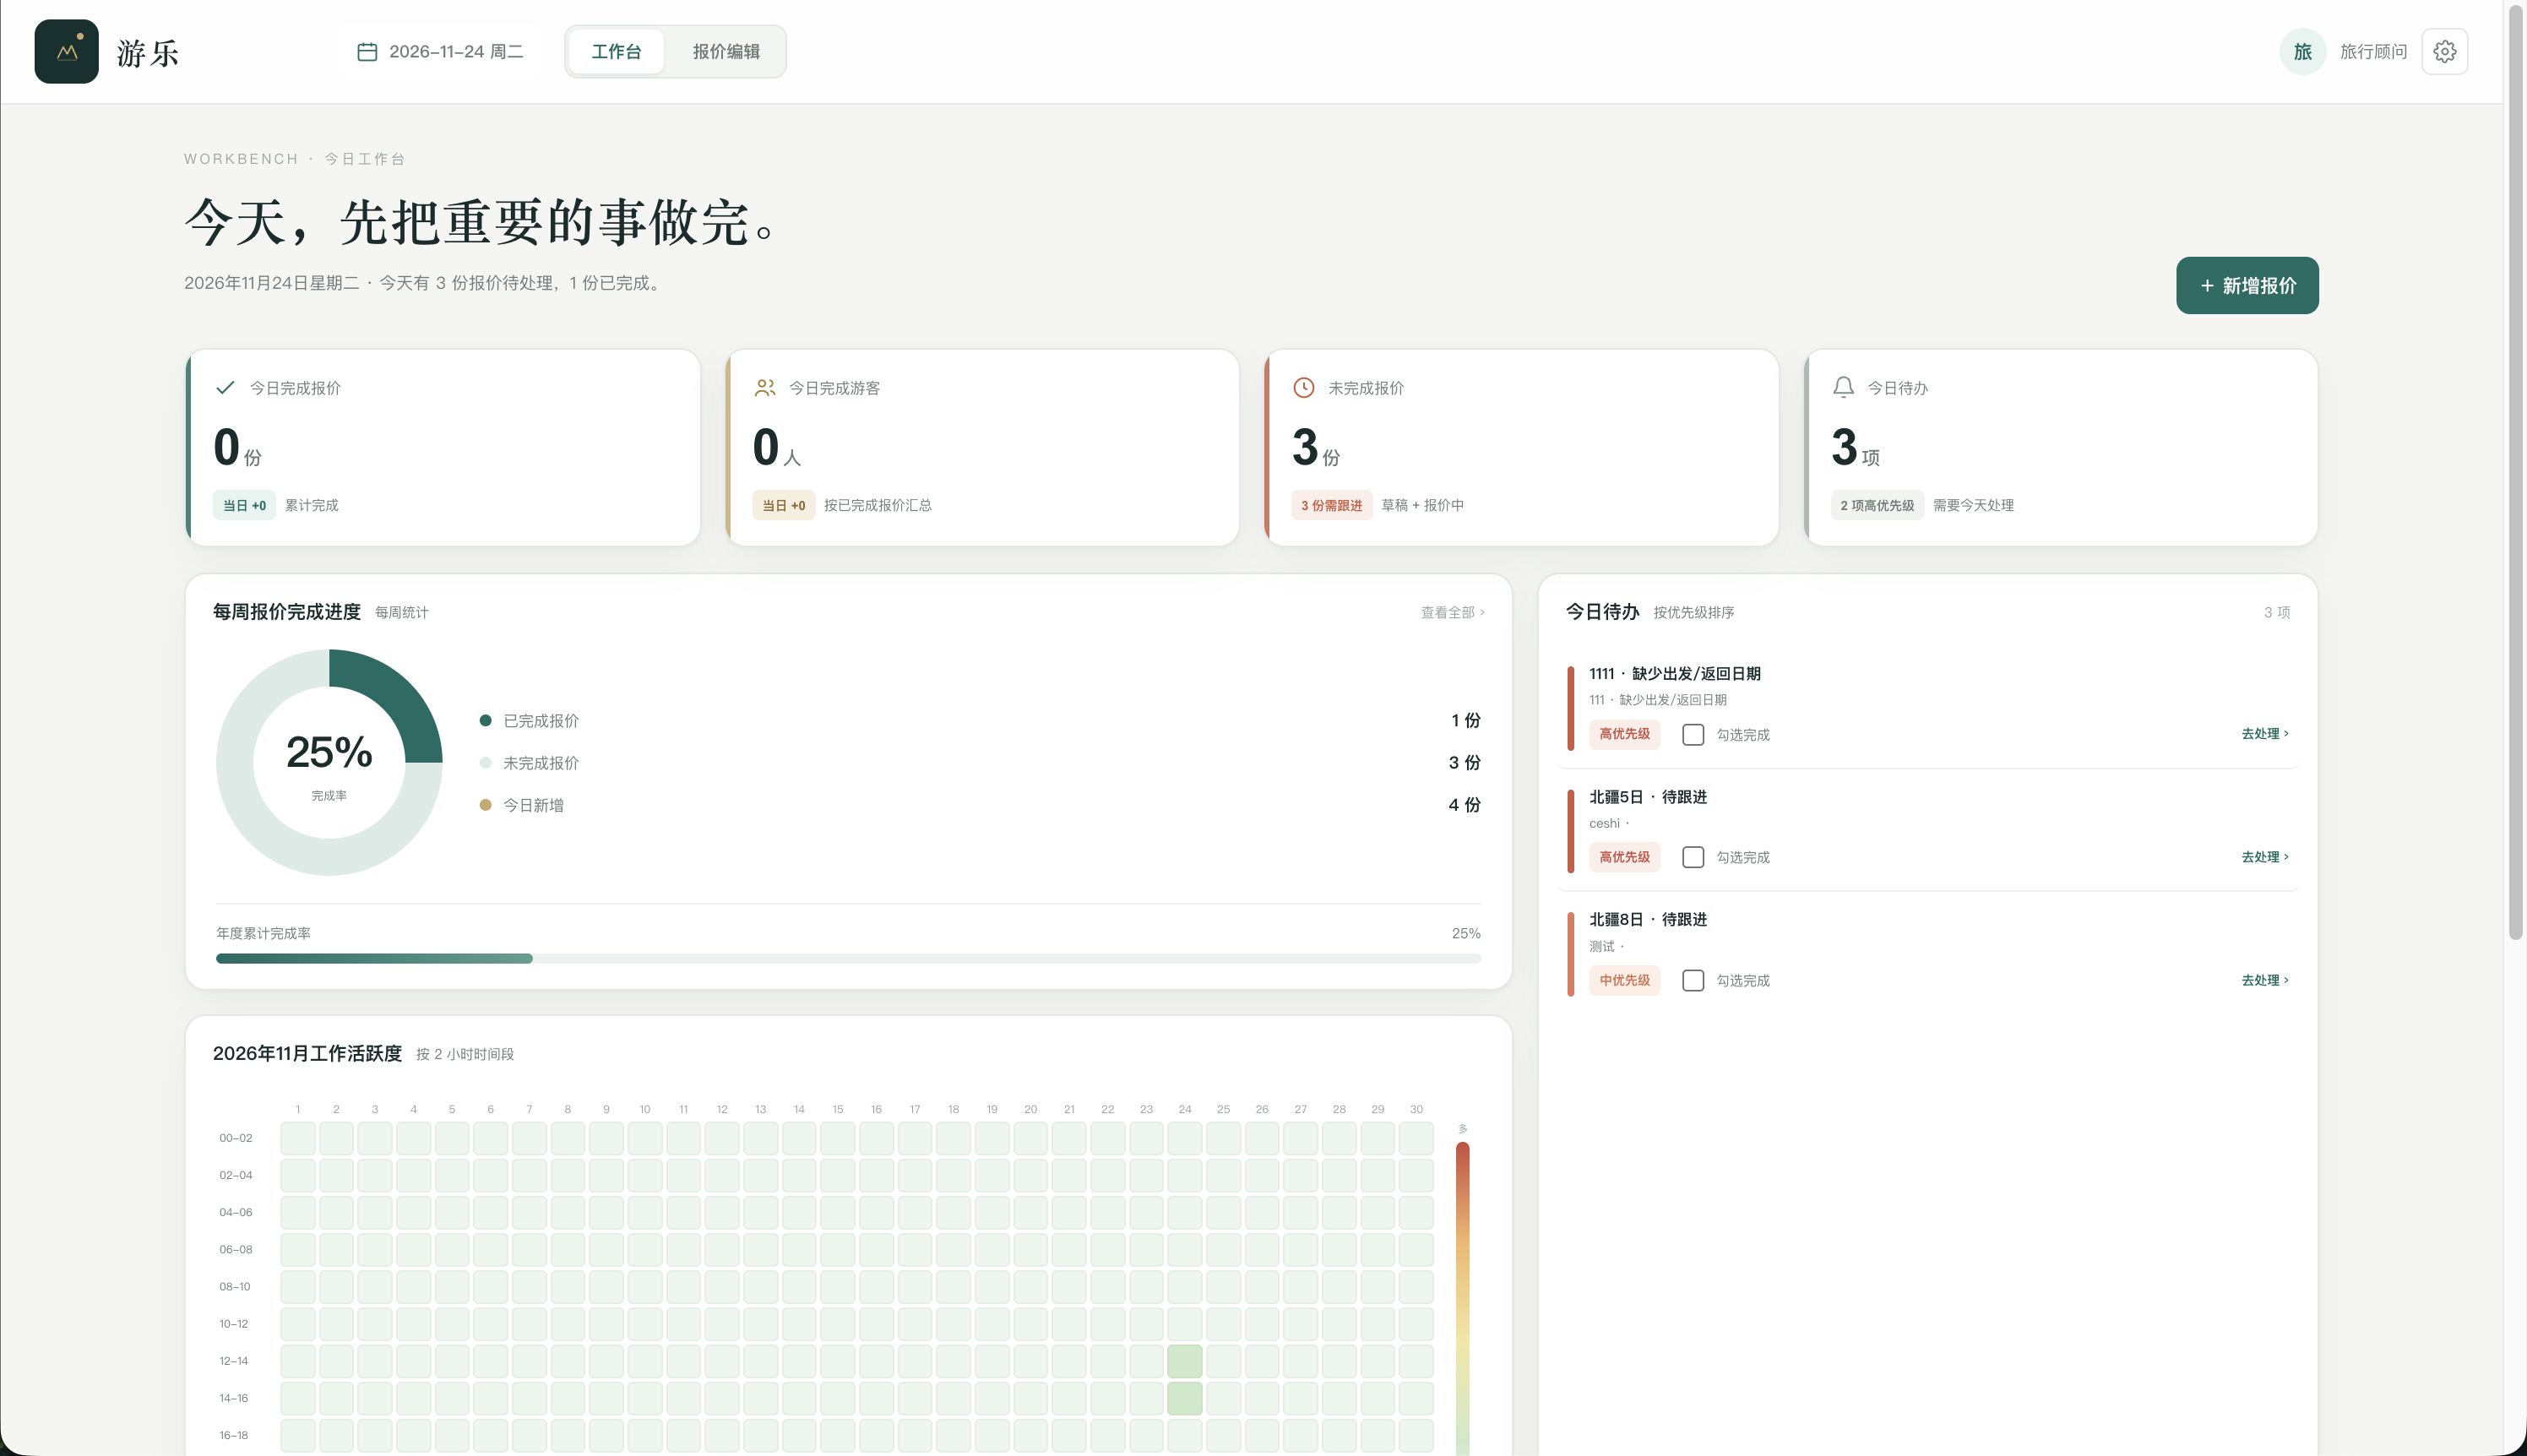 游乐
2026-11-24 周二
工作台
报价编辑
旅
旅行顾问
WORKBENCH · 今日工作台
今天，先把重要的事做完。
2026年11月24日星期二 · 今天有 3 份报价待处理，1 份已完成。
+ 新增报价
今日完成报价
0 份
当日 +0 累计完成
今日完成游客
0 人
当日 +0 按已完成报价汇总
未完成报价
3 份
3 份需跟进 草稿 + 报价中
今日待办
3 项
2 项高优先级 需要今天处理
每周报价完成进度 每周统计
查看全部 ›
25%
完成率
已完成报价 1 份
未完成报价 3 份
今日新增 4 份
年度累计完成率 25%
今日待办 按优先级排序 3 项
1111 · 缺少出发/返回日期
111 · 缺少出发/返回日期
高优先级 勾选完成 去处理 ›
北疆5日 · 待跟进
ceshi ·
高优先级 勾选完成 去处理 ›
北疆8日 · 待跟进
测试 ·
中优先级 勾选完成 去处理 ›
2026年11月工作活跃度 按 2 小时时间段
1 2 3 4 5 6 7 8 9 10 11 12 13 14 15 16 17 18 19 20 21 22 23 24 25 26 27 28 29 30
多
00-02
02-04
04-06
06-08
08-10
10-12
12-14
14-16
16-18